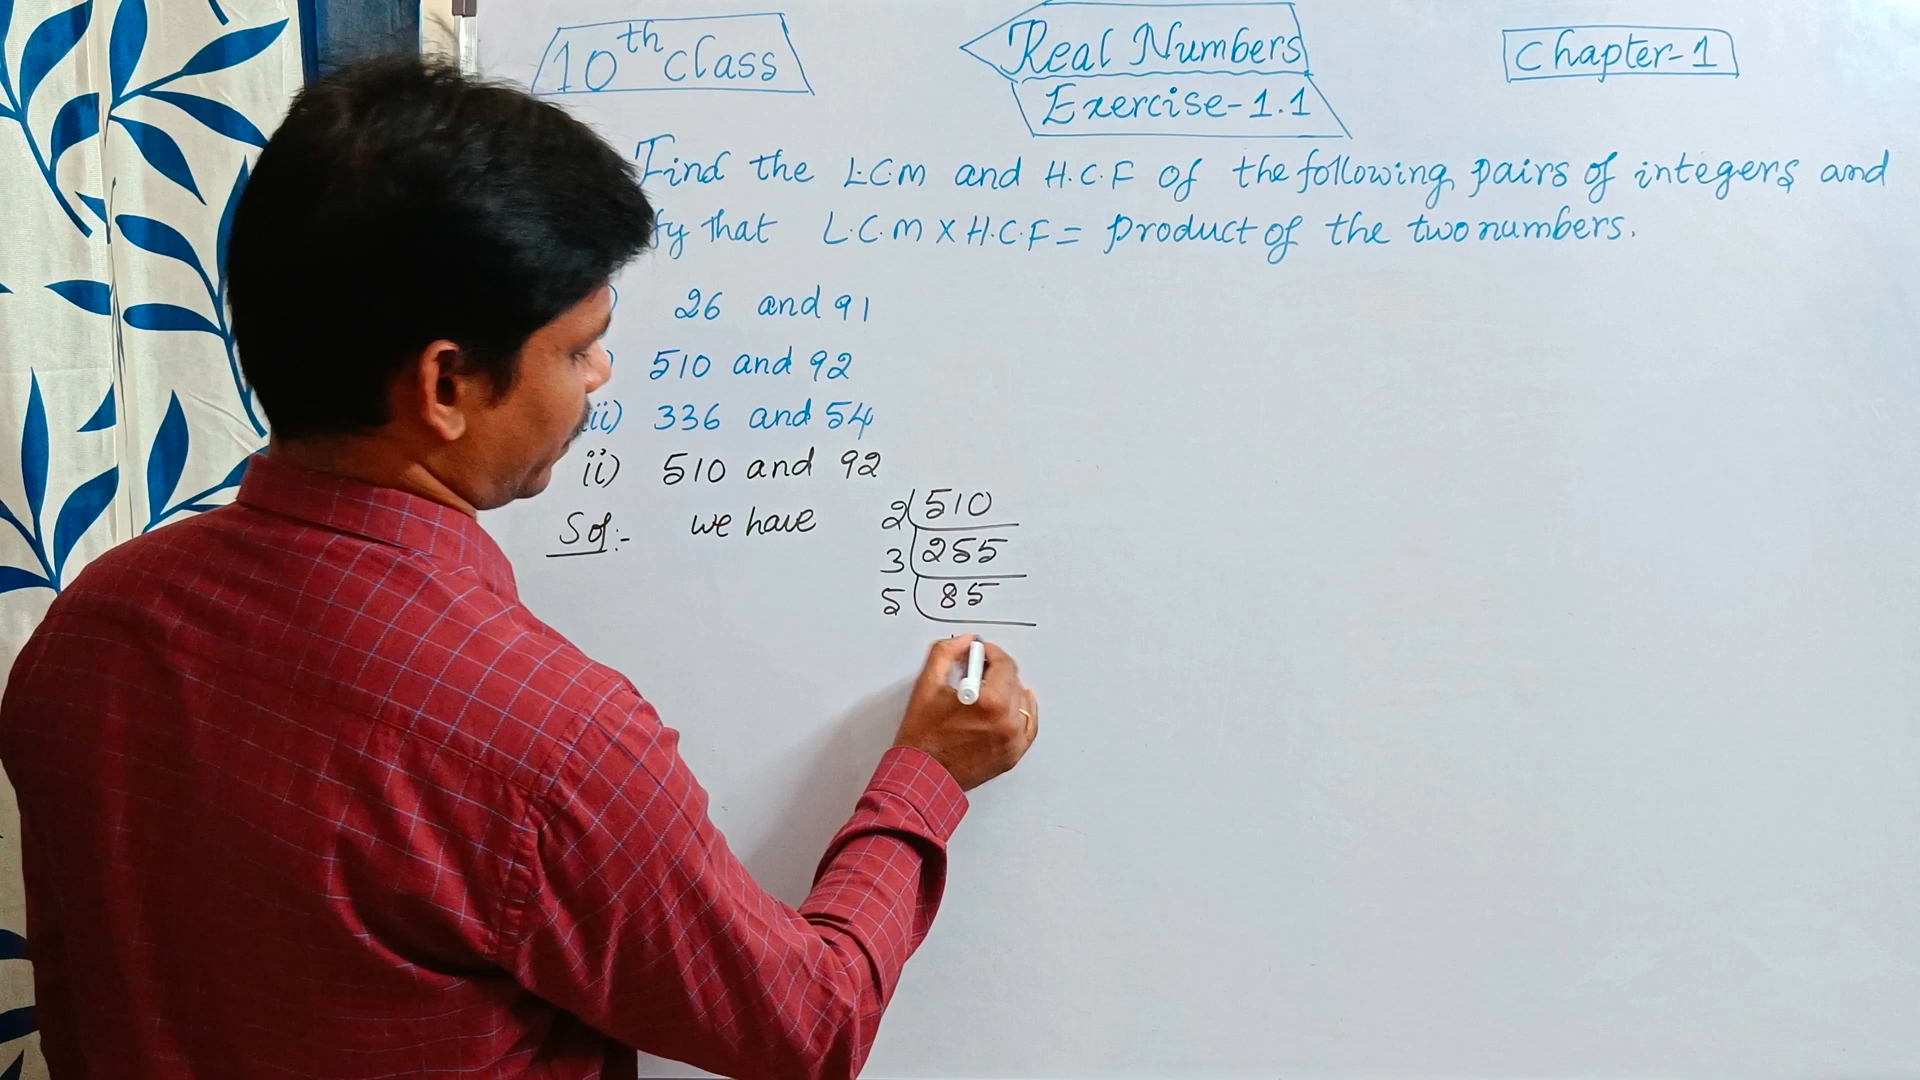 10th class
Real Numbers
Chapter-1
Exercise-1.1
Find the L.C.M and H.C.F of the following pairs of integers and
fy that L.C.M X H.C.F = product of the two numbers.
) 26 and 91
) 510 and 92
ii) 336 and 54
ii) 510 and 92
Sol:- we have
2 510
3 255
5 85